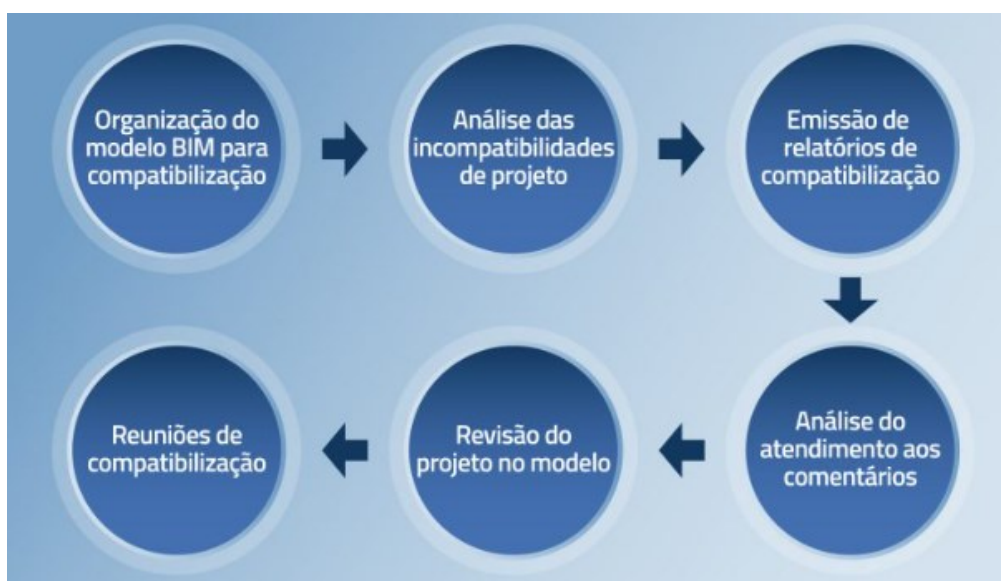 Organização do
modelo BIM para
compatibilização
Análise das
incompatibilidades
de projeto
Emissão de
relatórios de
compatibilização
Análise do
atendimento aos
comentários
Revisão do
projeto no modelo
Reuniões de
compatibilização